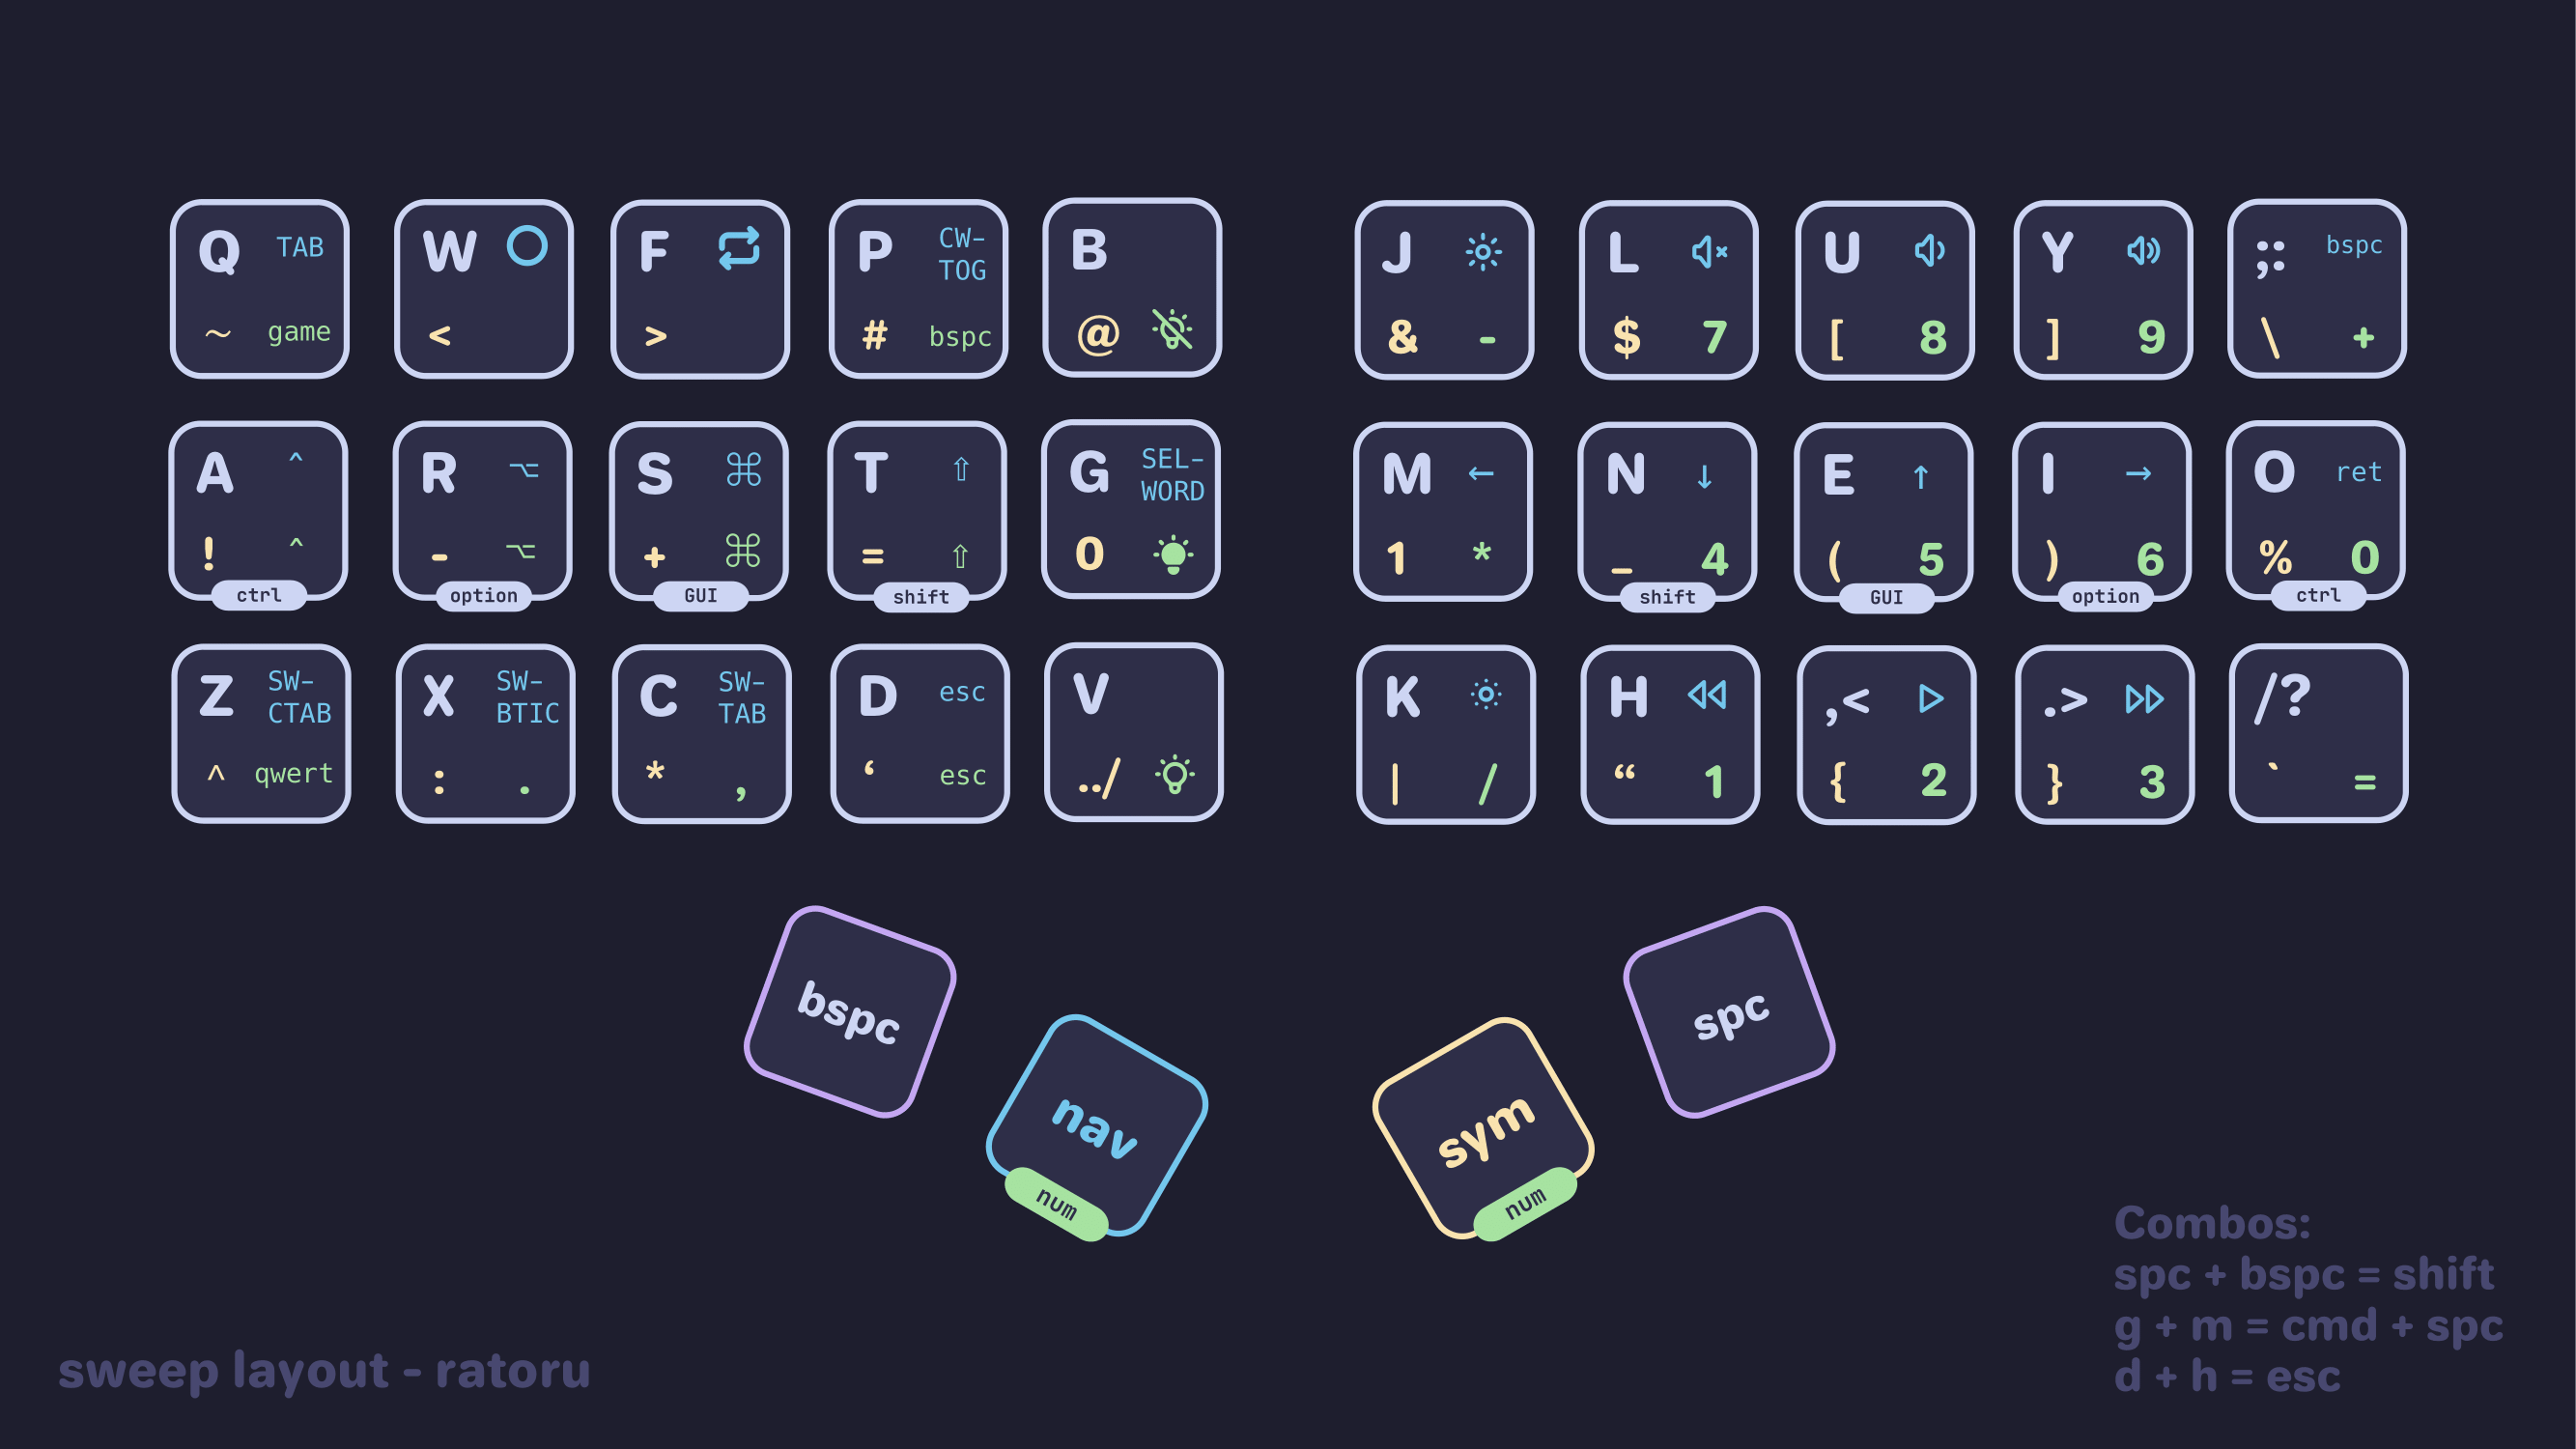 Q TAB
~ game
W
<
F
>
P CW-
TOG
# bspc
B
@
J
& -
L
$ 7
U
[ 8
Y
] 9
;: bspc
\ +
A ^
! ^
ctrl
R ⌥
- ⌥
option
S ⌘
+ ⌘
GUI
T ⇧
= ⇧
shift
G SEL-
WORD
0
M ←
1 *
N ↓
_ 4
shift
E ↑
( 5
GUI
I →
) 6
option
O ret
% 0
ctrl
Z SW-
CTAB
^ qwert
X SW-
BTIC
: .
C SW-
TAB
* ,
D esc
‘ esc
V
../
K
| /
H
“ 1
,<
{ 2
.>
} 3
/?
` =
bspc
nav
num
sym
num
spc
Combos:
spc + bspc = shift
g + m = cmd + spc
d + h = esc
sweep layout - ratoru